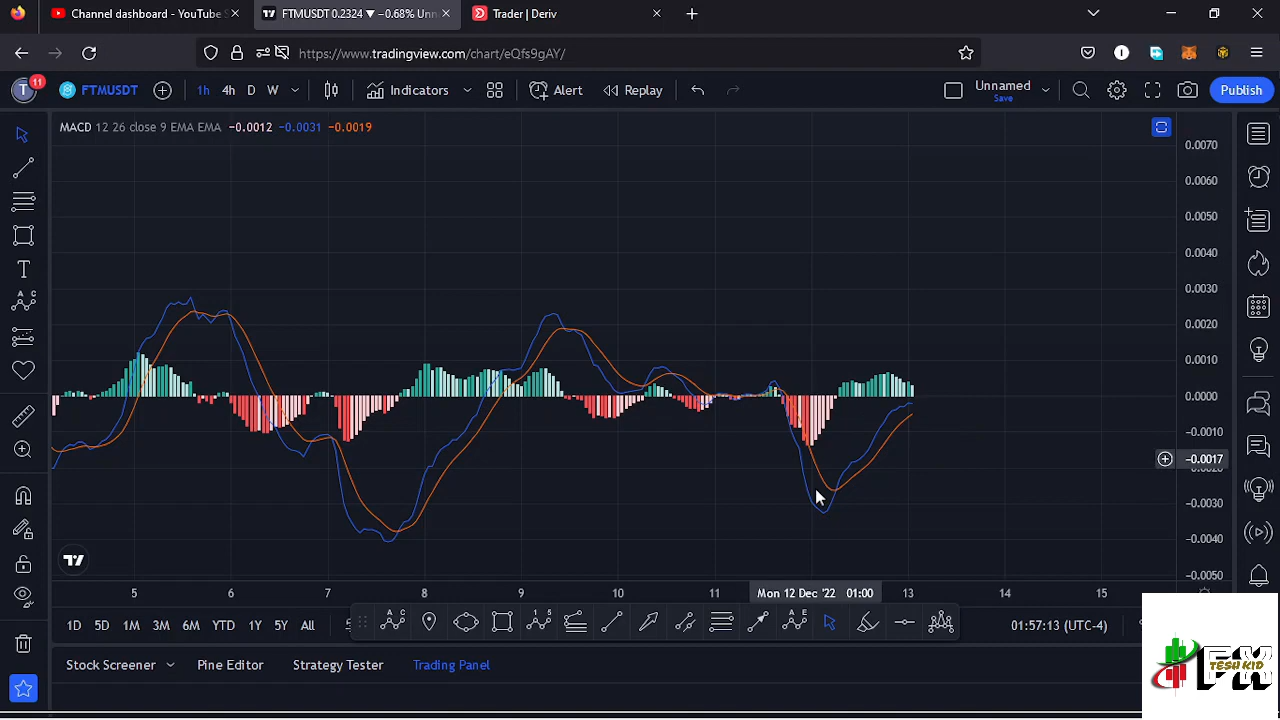 Channel dashboard - YouTube S
FTMUSDT 0.2324 ▼ −0.68% Unn
Trader | Deriv
https://www.tradingview.com/chart/eQfs9gAY/
T 11 FTMUSDT 1h 4h D W Indicators Alert Replay Unnamed Save Publish
MACD 12 26 close 9 EMA EMA −0.0012 −0.0031 −0.0019
0.0070
0.0060
0.0050
0.0040
0.0030
0.0020
0.0010
0.0000
−0.0010
−0.0017
−0.0020
−0.0030
−0.0040
−0.0050
5 6 7 8 9 10 11 Mon 12 Dec '22 01:00 13 14 15
1D 5D 1M 3M 6M YTD 1Y 5Y All 01:57:13 (UTC-4)
Stock Screener Pine Editor Strategy Tester Trading Panel
FX
TESH KID